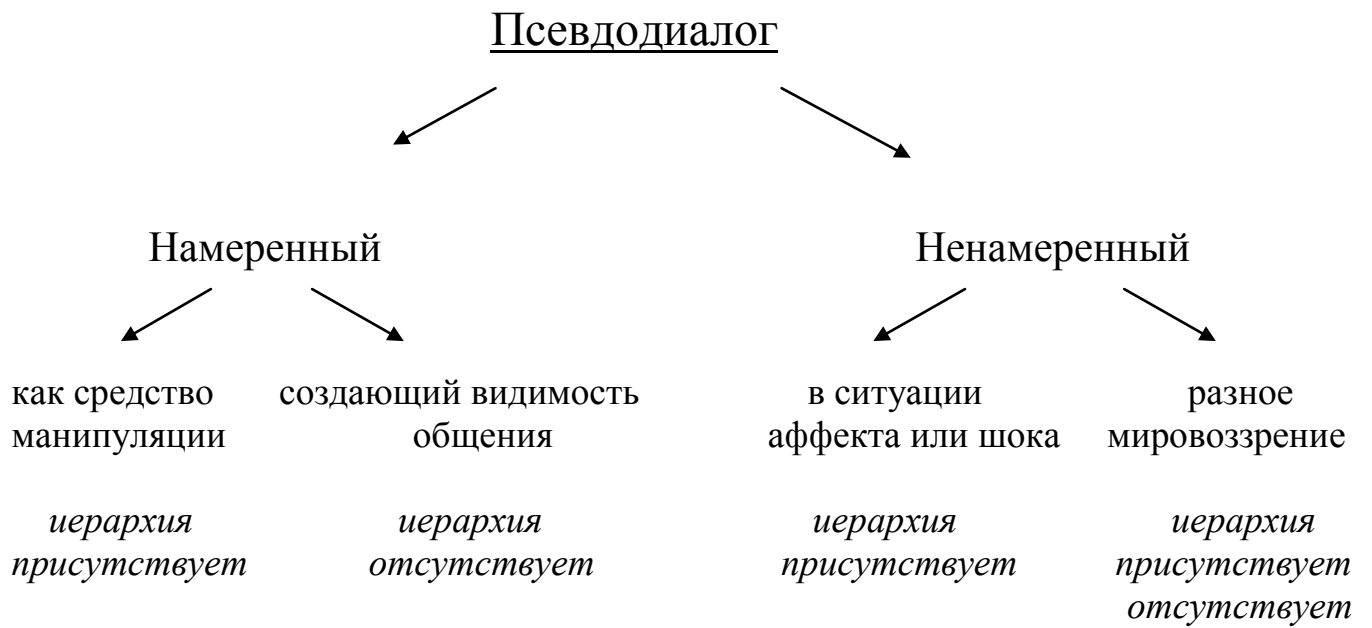 Псевдодиалог
Намеренный Ненамеренный
как средство создающий видимость в ситуации разное
манипуляции общения аффекта или шока мировоззрение
иерархия иерархия иерархия иерархия
присутствует отсутствует присутствует присутствует
отсутствует